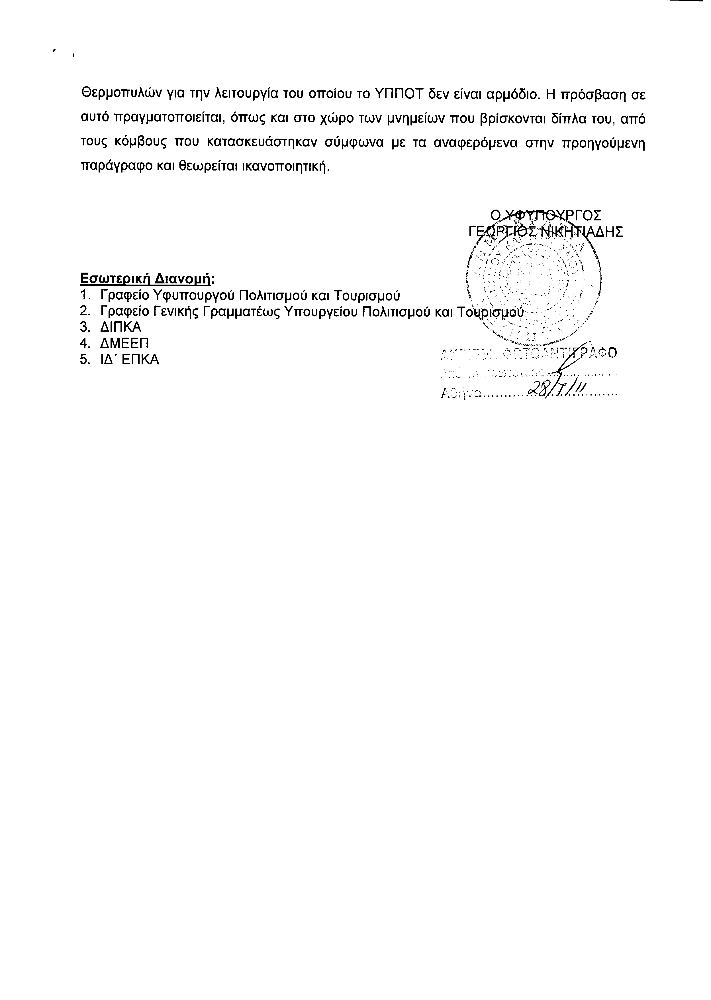 Θερμοπυλών για την λειτουργία του οποίου το ΥΠΠΟΤ δεν είναι αρμόδιο. Η πρόσβαση σε
αυτό πραγματοποιείται, όπως και στο χώρο των μνημείων που βρίσκονται δίπλα του, από
τους κόμβους που κατασκευάστηκαν σύμφωνα με τα αναφερόμενα στην προηγούμενη
παράγραφο και θεωρείται ικανοποιητική.
Ο ΥΦΥΠΟΥΡΓΟΣ
ΓΕΩΡΓΙΟΣ ΝΙΚΗΤΙΑΔΗΣ
Εσωτερική Διανομή:
1. Γραφείο Υφυπουργού Πολιτισμού και Τουρισμού
2. Γραφείο Γενικής Γραμματέως Υπουργείου Πολιτισμού και Τουρισμού
3. ΔΙΠΚΑ
4. ΔΜΕΕΠ
5. ΙΔ΄ ΕΠΚΑ
ΑΚΡΙΒΕΣ ΦΩΤΟΑΝΤΙΓΡΑΦΟ
Από το πρωτότυπο
Αθήνα 28/7/11